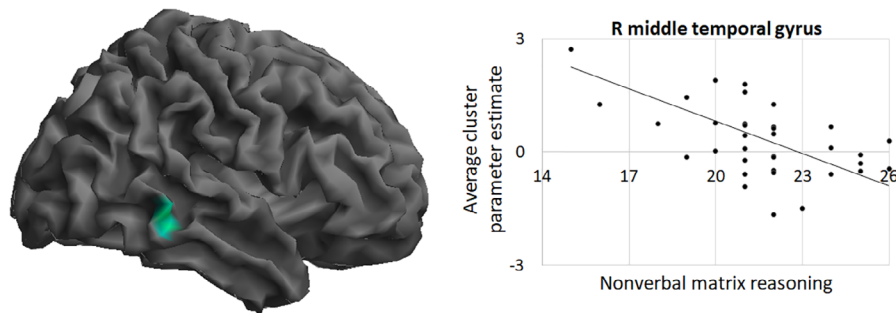 R middle temporal gyrus
Average cluster
parameter estimate
3
0
-3
14
17
20
23
26
Nonverbal matrix reasoning